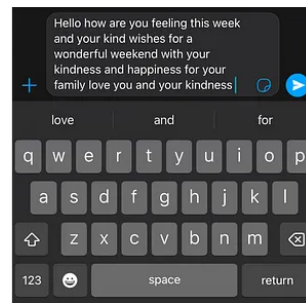 Hello how are you feeling this week
and your kind wishes for a
wonderful weekend with your
kindness and happiness for your
family love you and your kindness
love and for
q w e r t y u i o p
a s d f g h j k l
z x c v b n m
123 space return